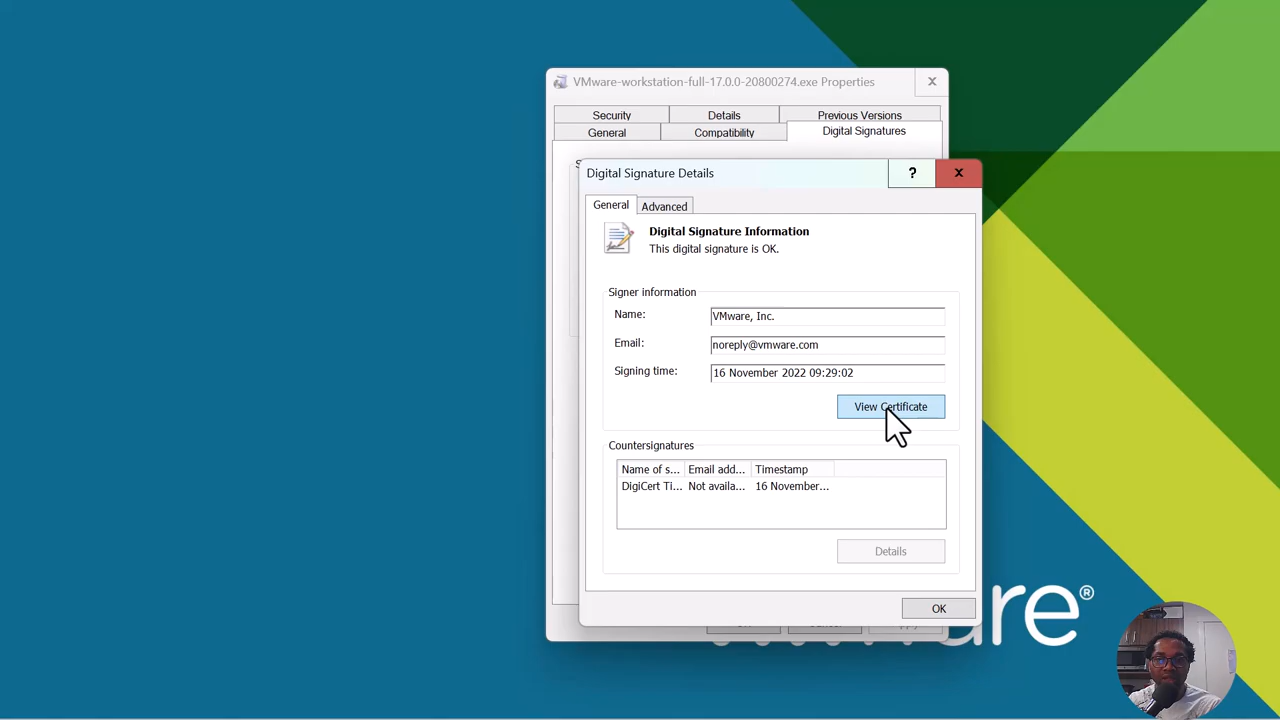 VMware-workstation-full-17.0.0-20800274.exe Properties
Security
Details
Previous Versions
General
Compatibility
Digital Signatures
Digital Signature Details
?
General
Advanced
Digital Signature Information
This digital signature is OK.
Signer information
Name:
VMware, Inc.
Email:
noreply@vmware.com
Signing time:
16 November 2022 09:29:02
View Certificate
Countersignatures
Name of s...
Email add...
Timestamp
DigiCert Ti...
Not availa...
16 November...
Details
OK
are®